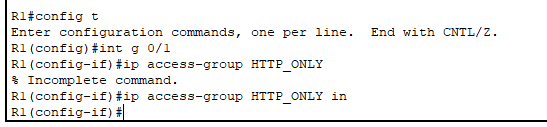 R1#config t
Enter configuration commands, one per line.  End with CNTL/Z.
R1(config)#int g 0/1
R1(config-if)#ip access-group HTTP_ONLY
% Incomplete command.
R1(config-if)#ip access-group HTTP_ONLY in
R1(config-if)#